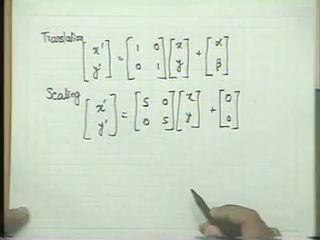 Translation [x' y'] = [1 0 0 1] [x y] + [α β]
Scaling [x' y'] = [S 0 0 S] [x y] + [0 0]